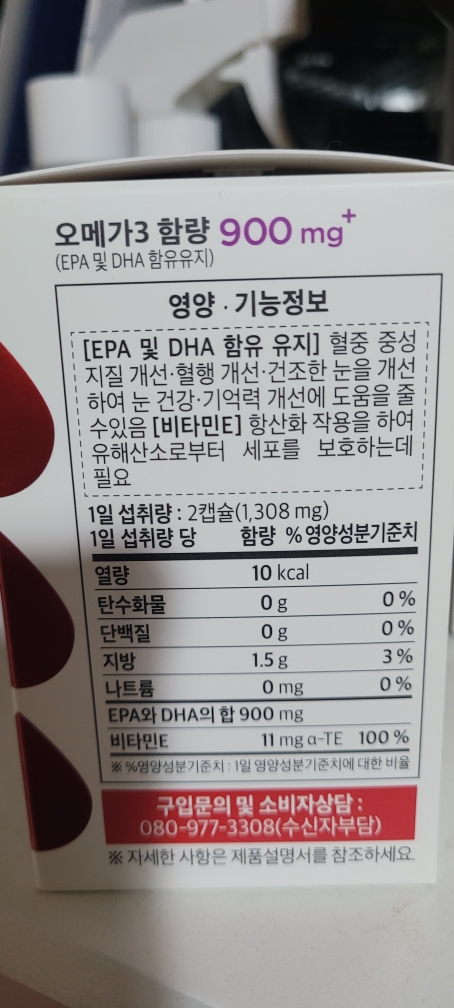 오메가3 함량 900 mg+
(EPA 및 DHA 함유유지)
영양·기능정보
[EPA 및 DHA 함유 유지] 혈중 중성
지질 개선·혈행 개선·건조한 눈을 개선
하여 눈 건강·기억력 개선에 도움을 줄
수있음 [비타민E] 항산화 작용을 하여
유해산소로부터 세포를 보호하는데
필요
1일 섭취량 : 2캡슐(1,308 mg)
1일 섭취량 당 함량 %영양성분기준치
열량 10 kcal
탄수화물 0 g 0 %
단백질 0 g 0 %
지방 1.5 g 3 %
나트륨 0 mg 0 %
EPA와 DHA의 합 900 mg
비타민E 11 mg α-TE 100 %
※ %영양성분기준치 : 1일 영양성분기준치에 대한 비율
구입문의 및 소비자상담 :
080-977-3308(수신자부담)
※ 자세한 사항은 제품설명서를 참조하세요.